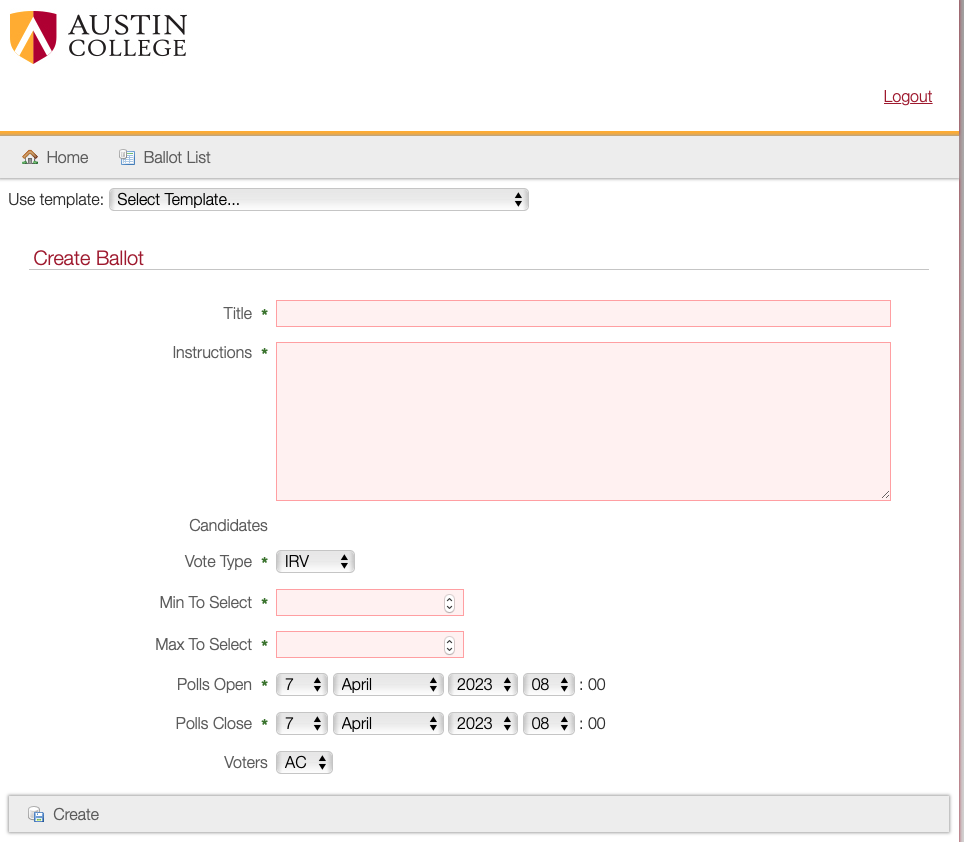 AUSTIN
COLLEGE
Logout
Home Ballot List
Use template: Select Template...
Create Ballot
Title *
Instructions *
Candidates
Vote Type * IRV
Min To Select *
Max To Select *
Polls Open * 7 April 2023 08 : 00
Polls Close * 7 April 2023 08 : 00
Voters AC
Create